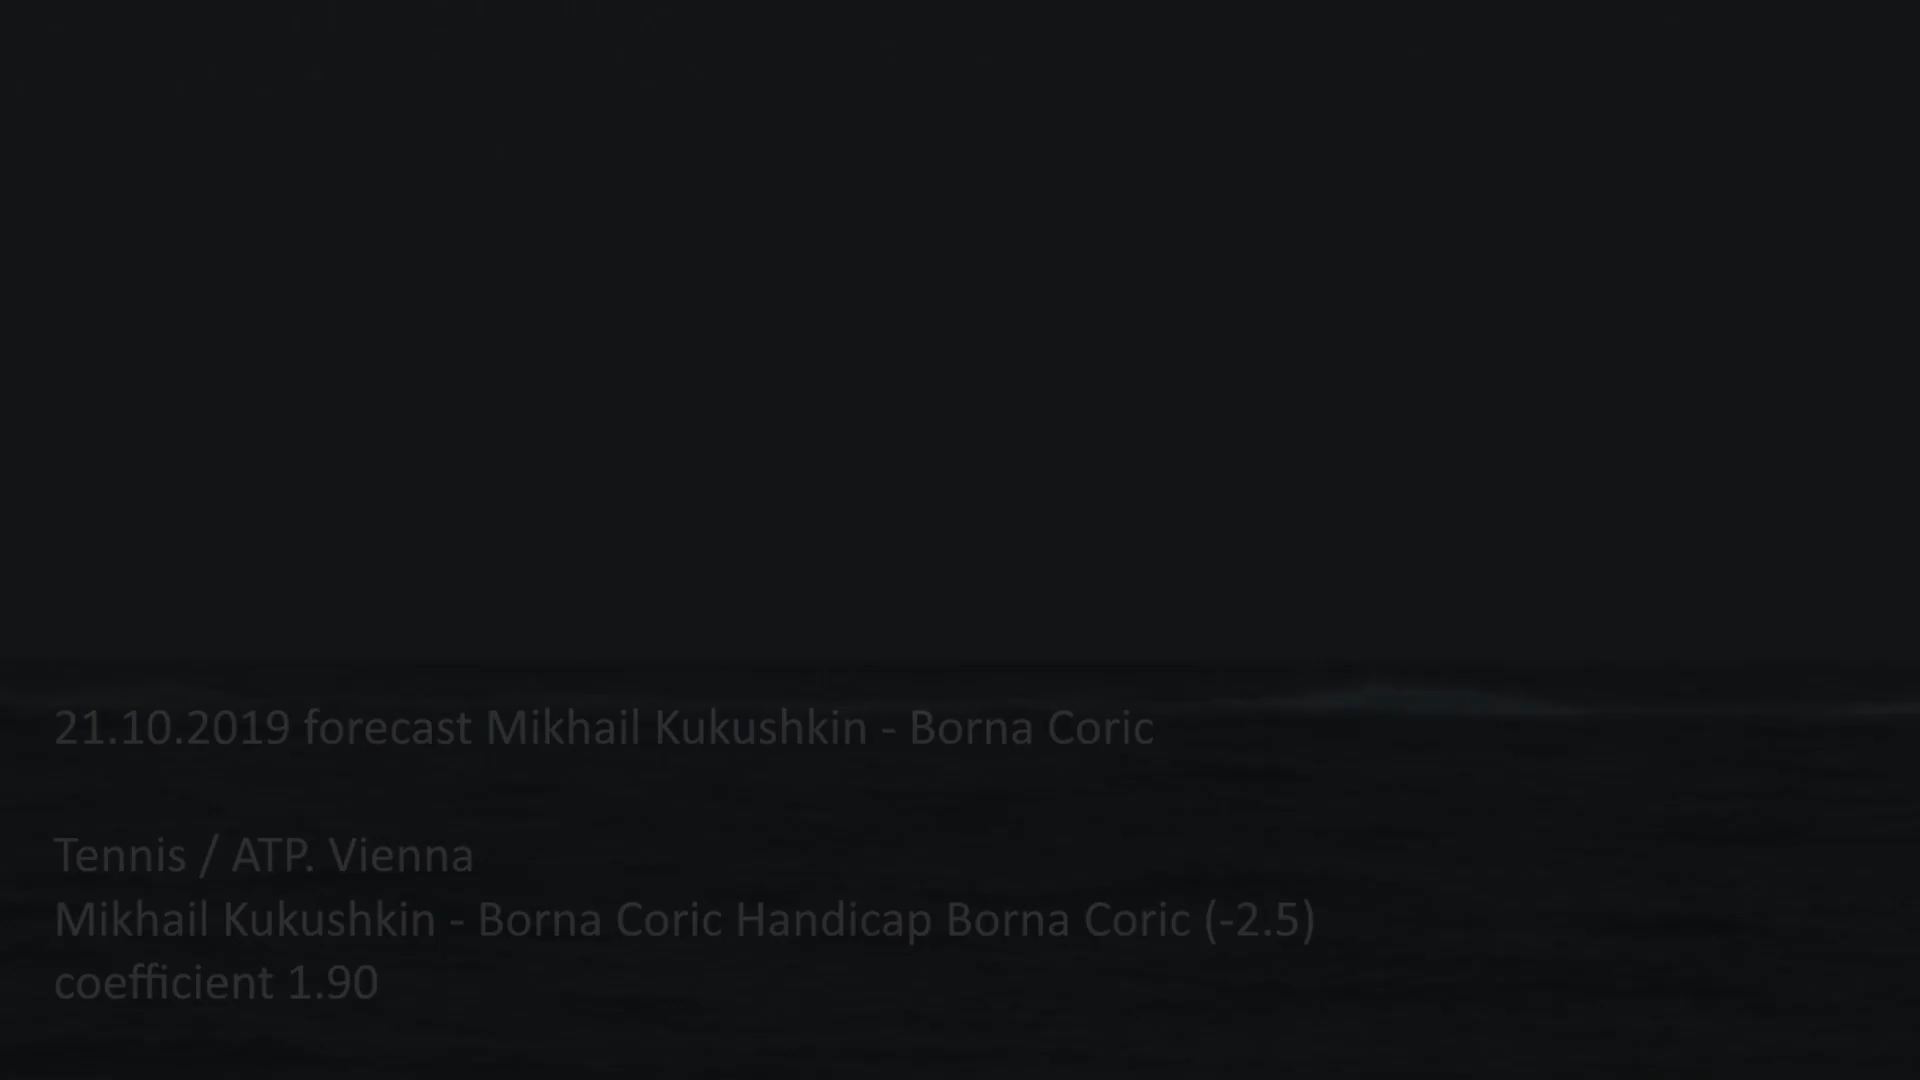 21.10.2019 forecast Mikhail Kukushkin - Borna Coric
Tennis / ATP. Vienna
Mikhail Kukushkin - Borna Coric Handicap Borna Coric (-2.5)
coefficient 1.90